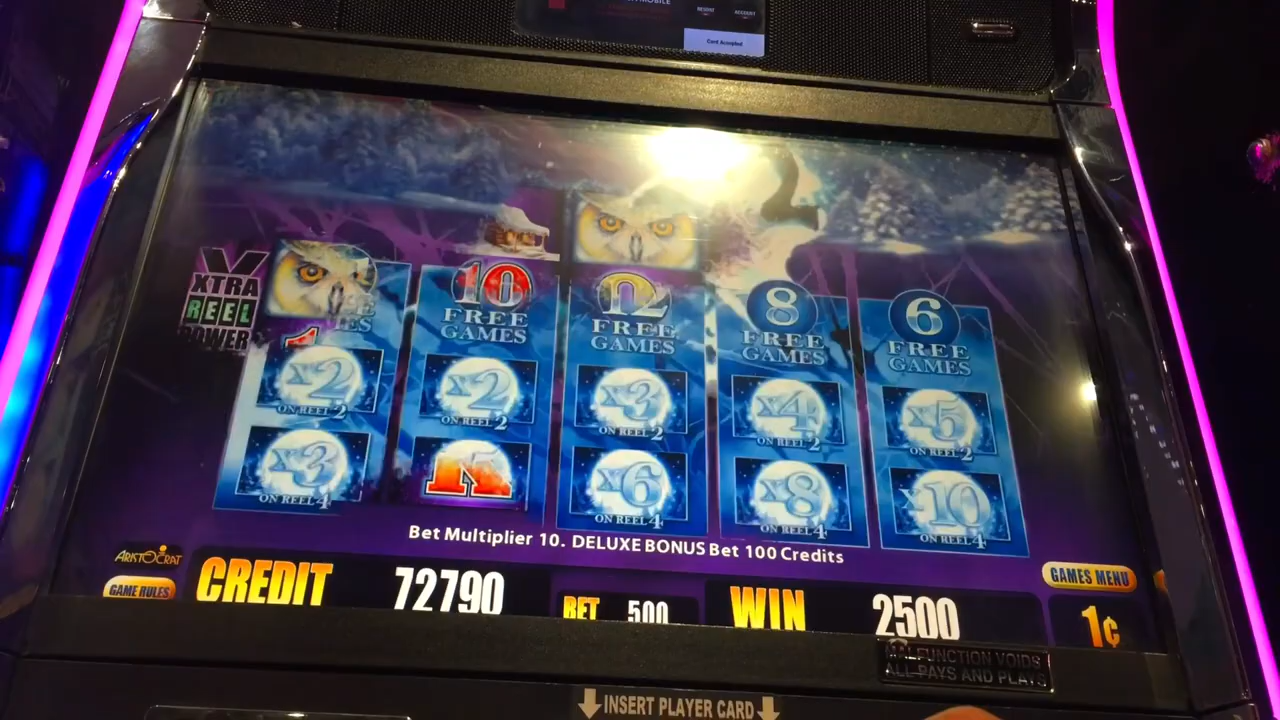 Card Accepted
XTRA
REEL
POWER
10
FREE
GAMES
FREE
GAMES
8
FREE
GAMES
6
FREE
GAMES
X2
ON REEL 2
X2
ON REEL 2
X3
ON REEL 2
X4
ON REEL 2
X5
ON REEL 2
X3
ON REEL 4
X6
ON REEL 4
X8
ON REEL 4
X10
ON REEL 4
Bet Multiplier 10. DELUXE BONUS Bet 100 Credits
ARISTOCRAT
GAME RULES
CREDIT 72790 BET 500 WIN 2500
GAMES MENU
1¢
MALFUNCTION VOIDS
ALL PAYS AND PLAYS
INSERT PLAYER CARD